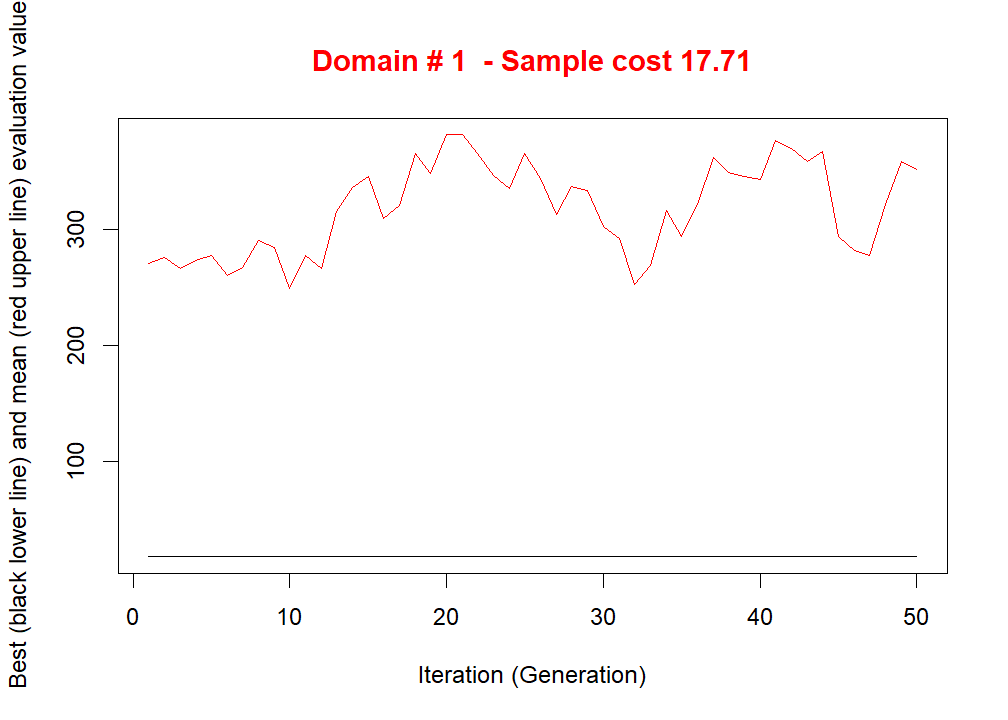 Domain # 1  - Sample cost 17.71
Best (black lower line) and mean (red upper line) evaluation value
300
200
100
0 10 20 30 40 50
Iteration (Generation)